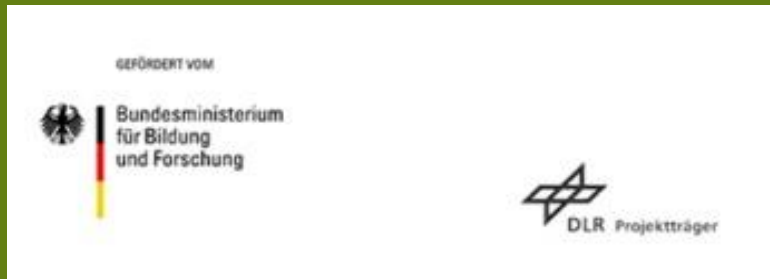 GEFÖRDERT VOM
Bundesministerium
für Bildung
und Forschung
DLR Projektträger